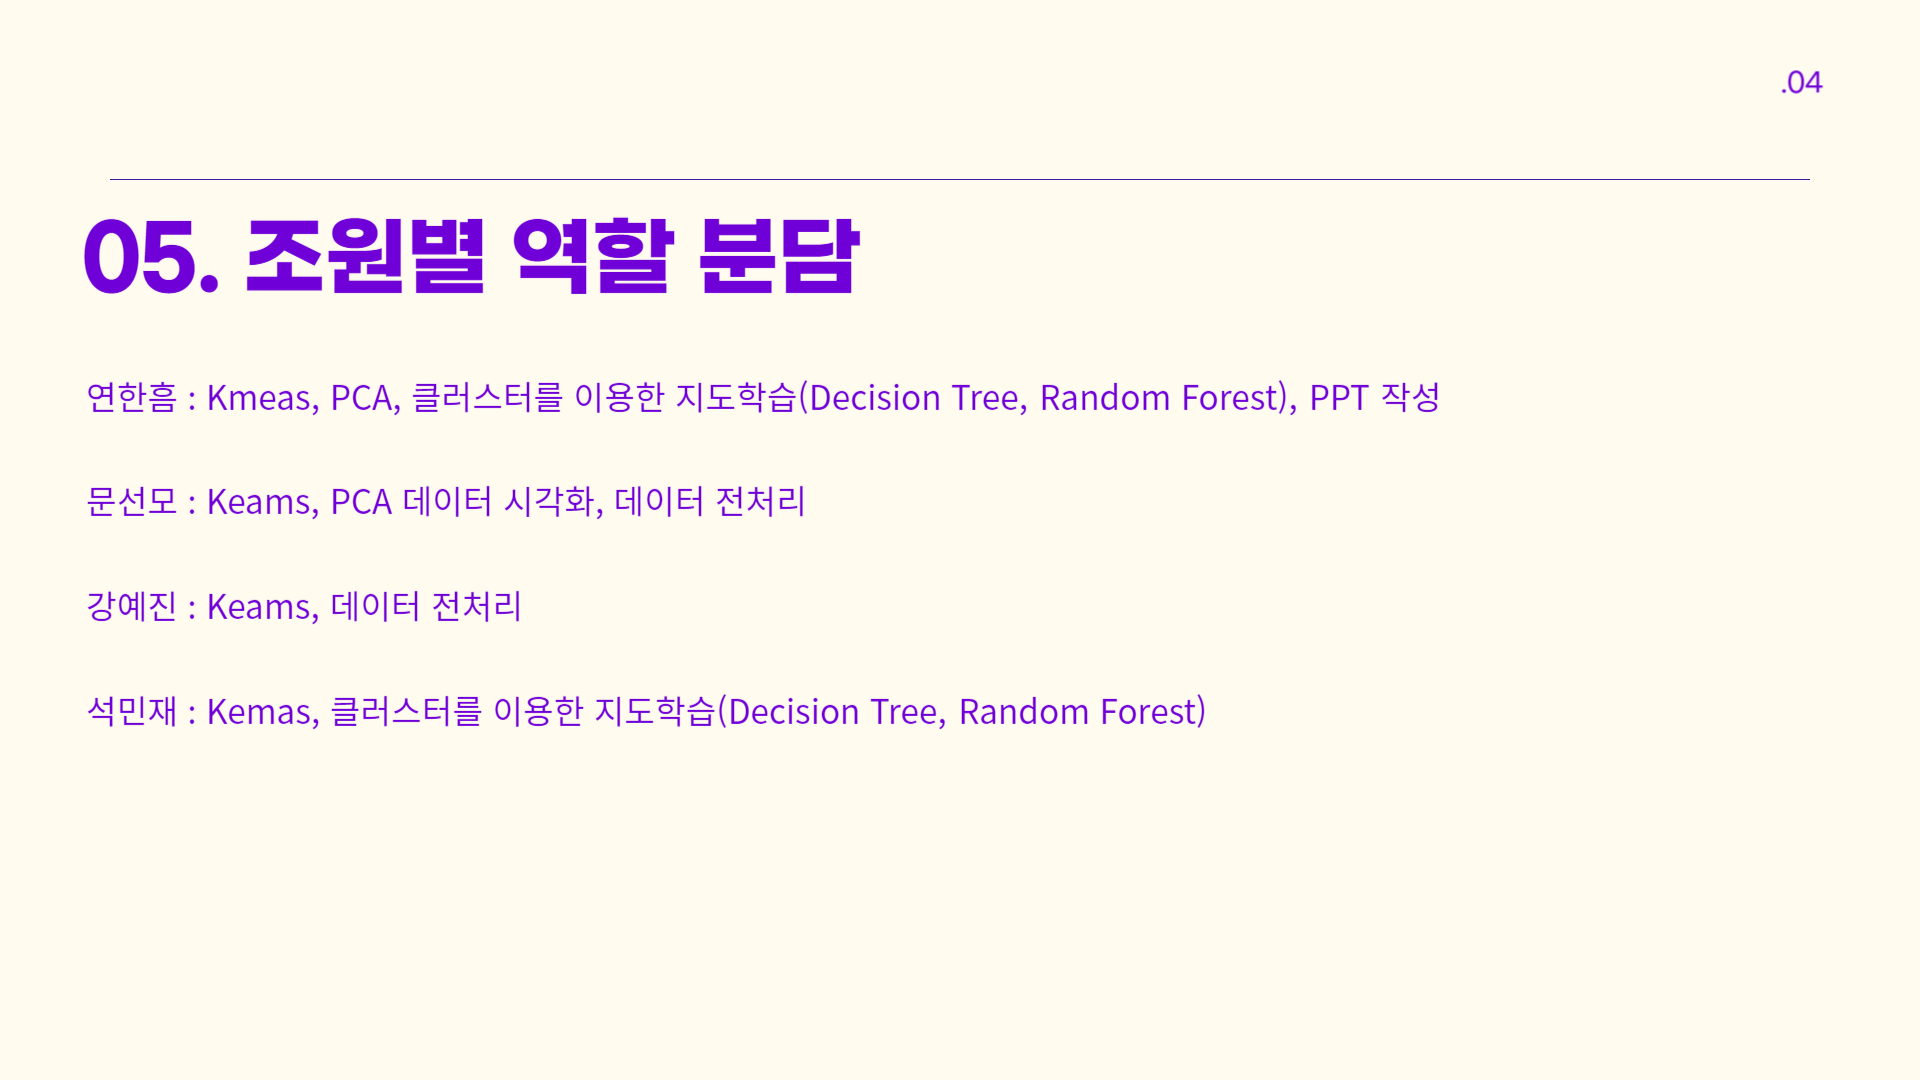 .04
05. 조원별 역할 분담
연한흠 : Kmeas, PCA, 클러스터를 이용한 지도학습(Decision Tree, Random Forest), PPT 작성
문선모 : Keams, PCA 데이터 시각화, 데이터 전처리
강예진 : Keams, 데이터 전처리
석민재 : Kemas, 클러스터를 이용한 지도학습(Decision Tree, Random Forest)